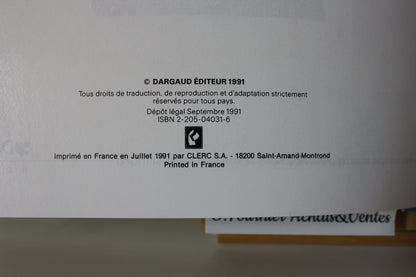 © DARGAUD ÉDITEUR 1991
Tous droits de traduction, de reproduction et d'adaptation strictement
réservés pour tous pays.
Dépôt légal Septembre 1991
ISBN 2-205-04031-6
Imprimé en France en Juillet 1991 par CLERC S.A. - 18200 Saint-Amand-Montrond
Printed in France
Achats&Ventes